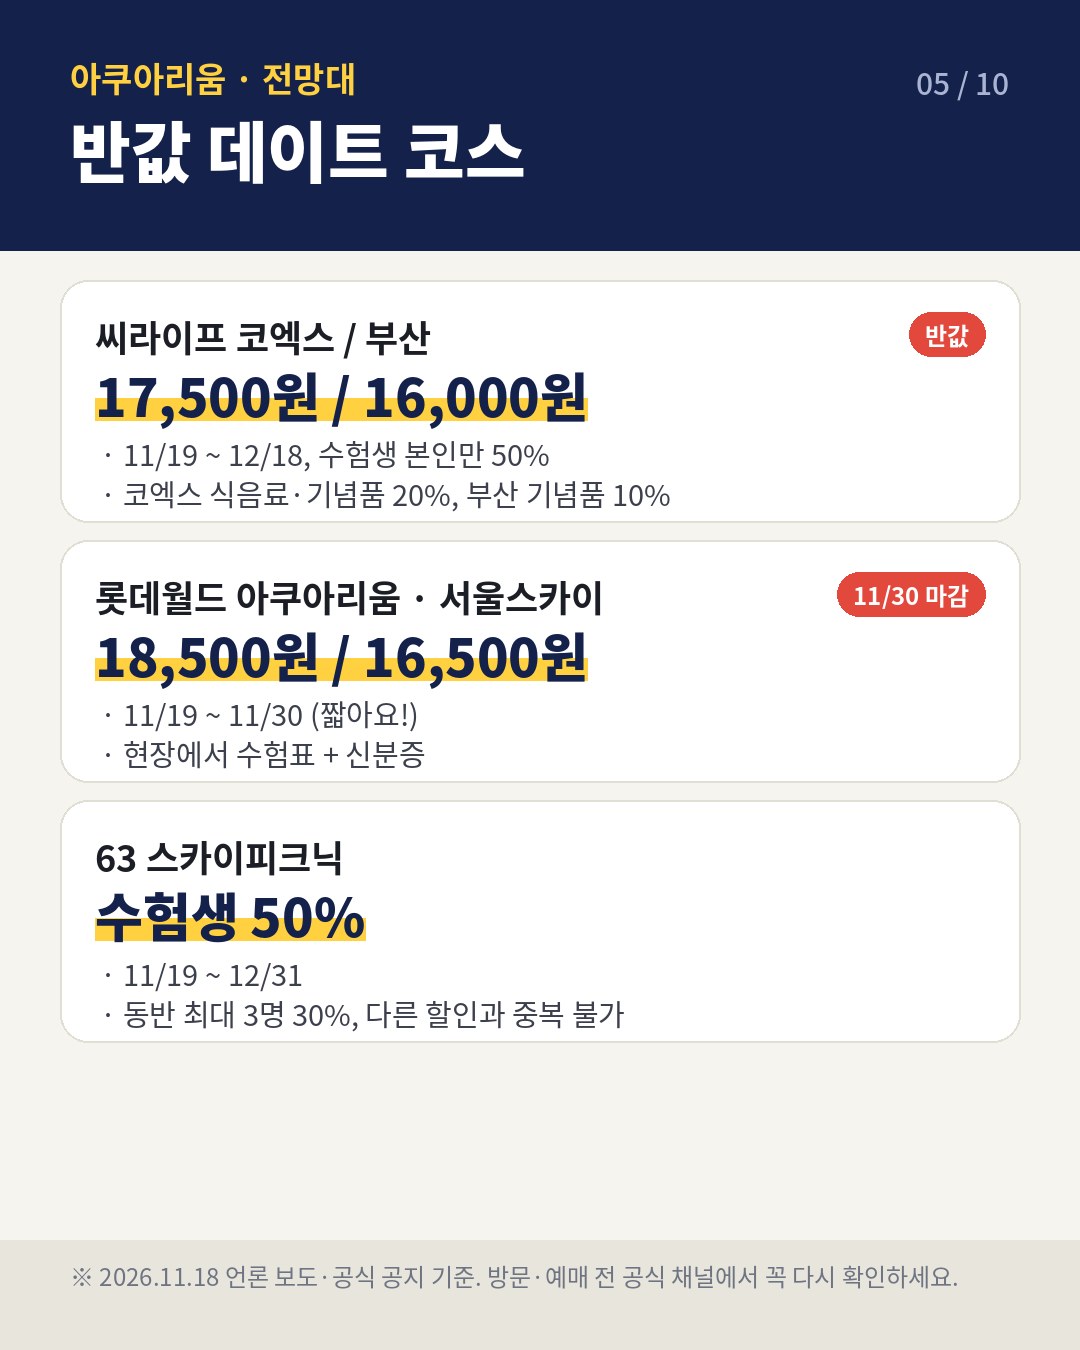 아쿠아리움 · 전망대
05 / 10
반값 데이트 코스
씨라이프 코엑스 / 부산
반값
17,500원 / 16,000원
· 11/19 ~ 12/18, 수험생 본인만 50%
· 코엑스 식음료·기념품 20%, 부산 기념품 10%
롯데월드 아쿠아리움 · 서울스카이
11/30 마감
18,500원 / 16,500원
· 11/19 ~ 11/30 (짧아요!)
· 현장에서 수험표 + 신분증
63 스카이피크닉
수험생 50%
· 11/19 ~ 12/31
· 동반 최대 3명 30%, 다른 할인과 중복 불가
※ 2026.11.18 언론 보도·공식 공지 기준. 방문·예매 전 공식 채널에서 꼭 다시 확인하세요.